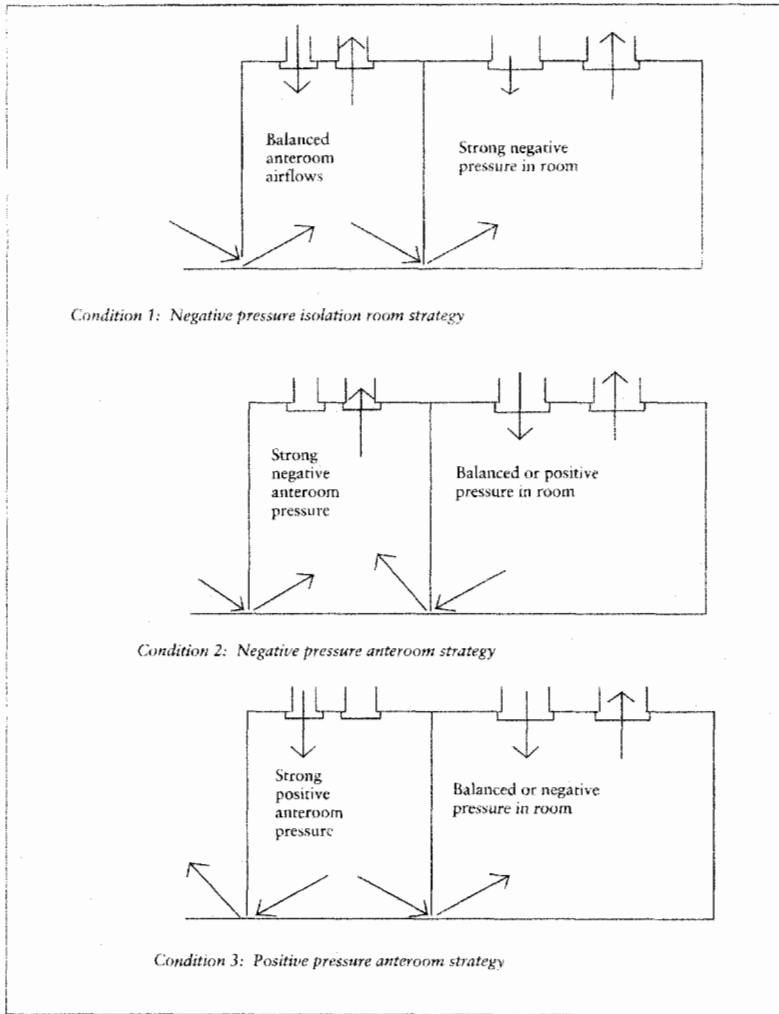 Balanced
anteroom
airflows
Strong negative
pressure in room
Condition 1: Negative pressure isolation room strategy
Strong
negative
anteroom
pressure
Balanced or positive
pressure in room
Condition 2: Negative pressure anteroom strategy
Strong
positive
anteroom
pressure
Balanced or negative
pressure in room
Condition 3: Positive pressure anteroom strategy